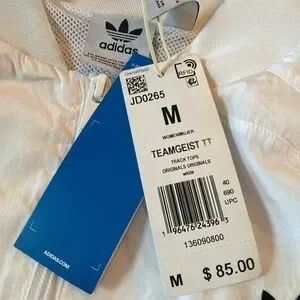 adidas
RFID
JD0265
M
WOMEN/MUJER
TEAMGEIST TT
TRACK TOPS
ORIGINALS ORIGINALS
white
40
690
UPC
1 96476 24396 3
136090800
M $ 85.00
ADIDAS.COM